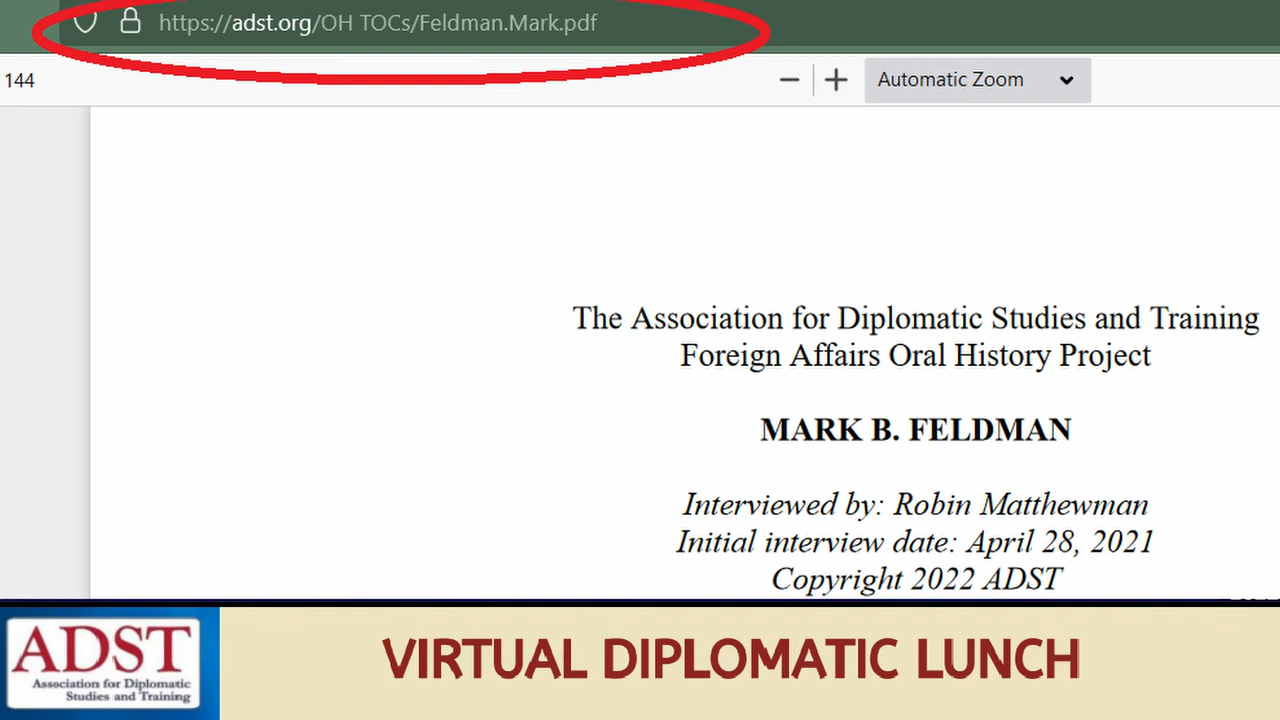 https://adst.org/OH TOCs/Feldman.Mark.pdf
144
Automatic Zoom
The Association for Diplomatic Studies and Training
Foreign Affairs Oral History Project
MARK B. FELDMAN
Interviewed by: Robin Matthewman
Initial interview date: April 28, 2021
Copyright 2022 ADST
ADST
Association for Diplomatic
Studies and Training
VIRTUAL DIPLOMATIC LUNCH